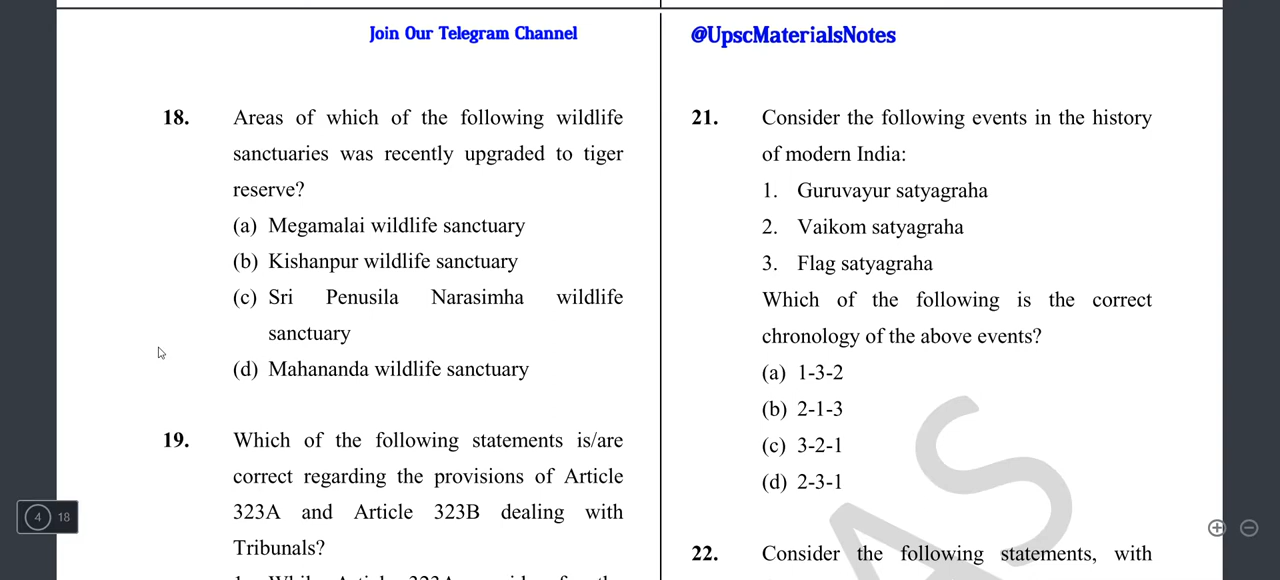 Join Our Telegram Channel
@UpscMaterialsNotes
18. Areas of which of the following wildlife
sanctuaries was recently upgraded to tiger
reserve?
(a) Megamalai wildlife sanctuary
(b) Kishanpur wildlife sanctuary
(c) Sri Penusila Narasimha wildlife
sanctuary
(d) Mahananda wildlife sanctuary
19. Which of the following statements is/are
correct regarding the provisions of Article
323A and Article 323B dealing with
Tribunals?
21. Consider the following events in the history
of modern India:
1. Guruvayur satyagraha
2. Vaikom satyagraha
3. Flag satyagraha
Which of the following is the correct
chronology of the above events?
(a) 1-3-2
(b) 2-1-3
(c) 3-2-1
(d) 2-3-1
22. Consider the following statements, with
4 18